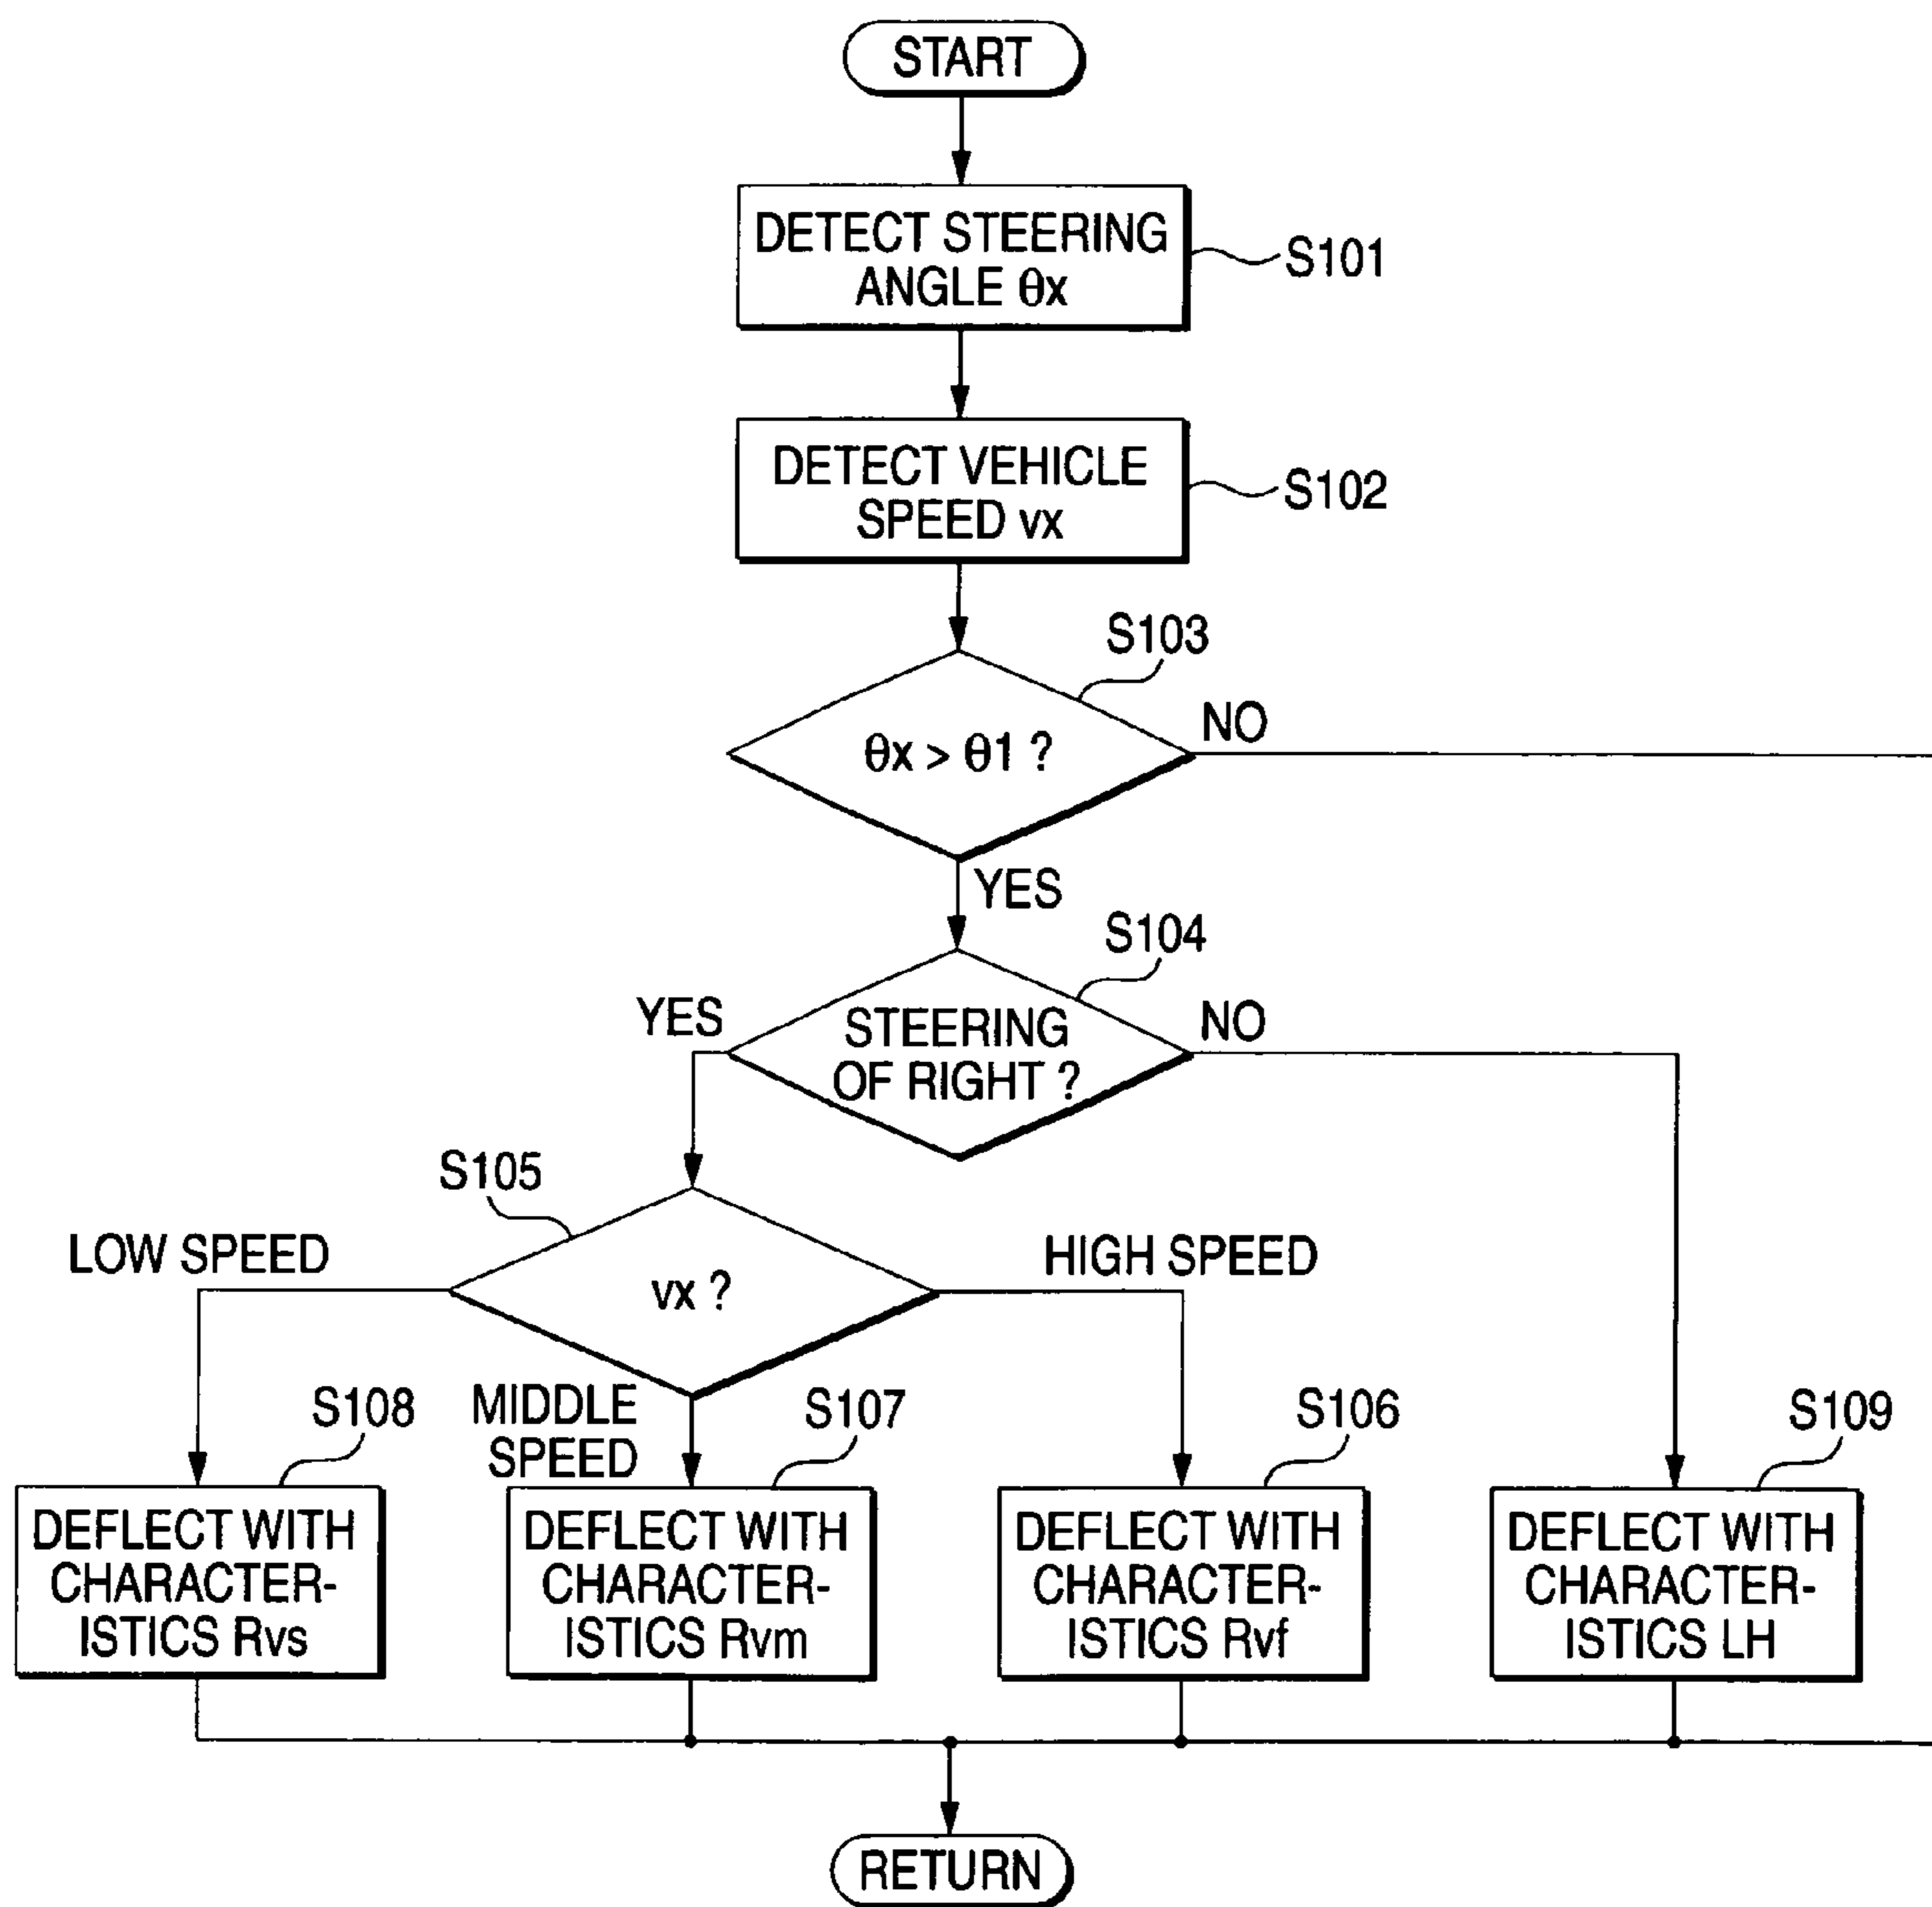 START
DETECT STEERING
ANGLE θx
S101
DETECT VEHICLE
SPEED vx
S102
S103
θx > θ1 ?
NO
YES
S104
YES
STEERING
OF RIGHT ?
NO
S105
LOW SPEED
vx ?
HIGH SPEED
MIDDLE
SPEED
S108
S107
S106
S109
DEFLECT WITH
CHARACTER-
ISTICS Rvs
DEFLECT WITH
CHARACTER-
ISTICS Rvm
DEFLECT WITH
CHARACTER-
ISTICS Rvf
DEFLECT WITH
CHARACTER-
ISTICS LH
RETURN